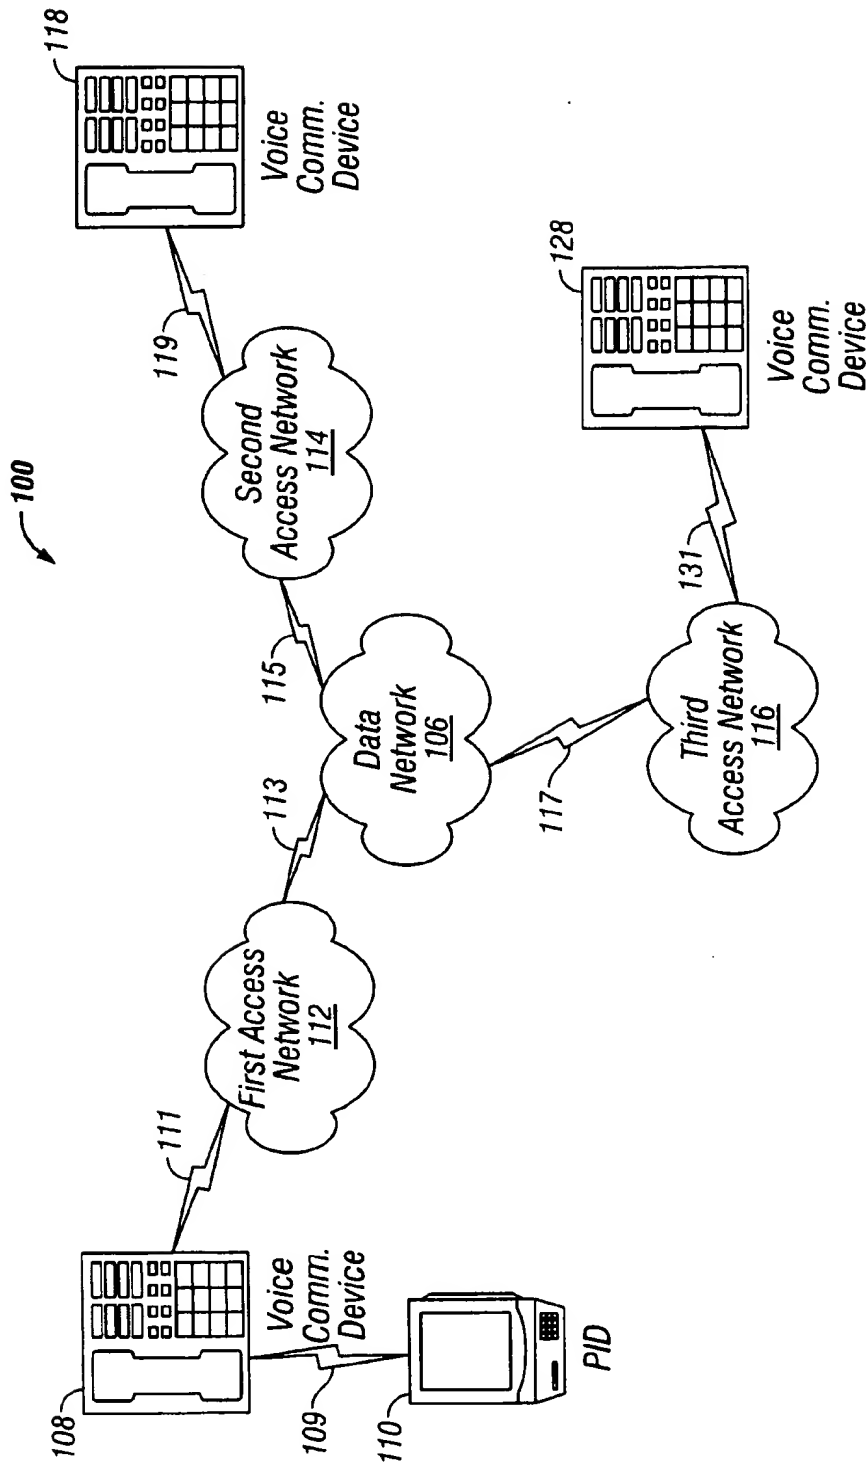 100
108
Voice
Comm.
Device
109
110
PID
111
First Access
Network
112
113
Data
Network
106
115
Second
Access Network
114
119
118
Voice
Comm.
Device
117
Third
Access Network
116
131
128
Voice
Comm.
Device